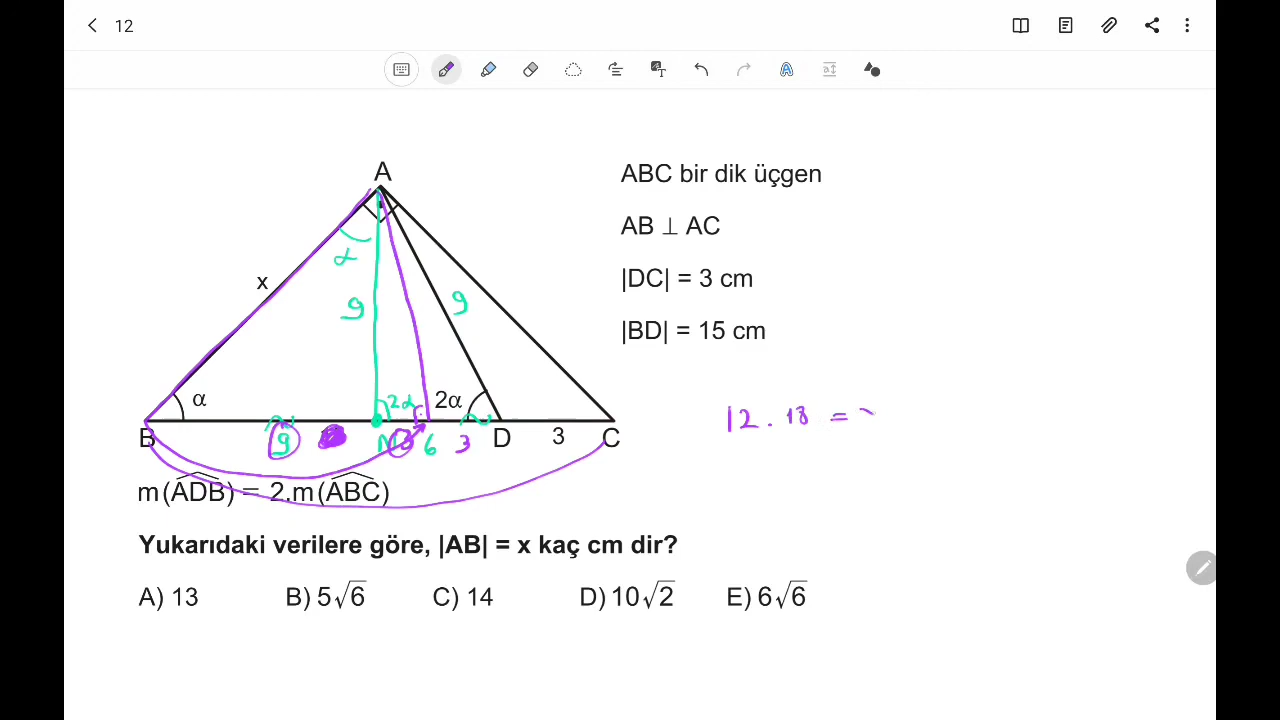 12
A
ABC bir dik üçgen
α
AB ⊥ AC
x
|DC| = 3 cm
9
9
|BD| = 15 cm
α
2α
2α
12 . 18 =
B
9
N
3
6
3
D
3
C
m(ADB) = 2.m(ABC)
Yukarıdaki verilere göre, |AB| = x kaç cm dir?
A) 13 B) 5√6 C) 14 D) 10√2 E) 6√6